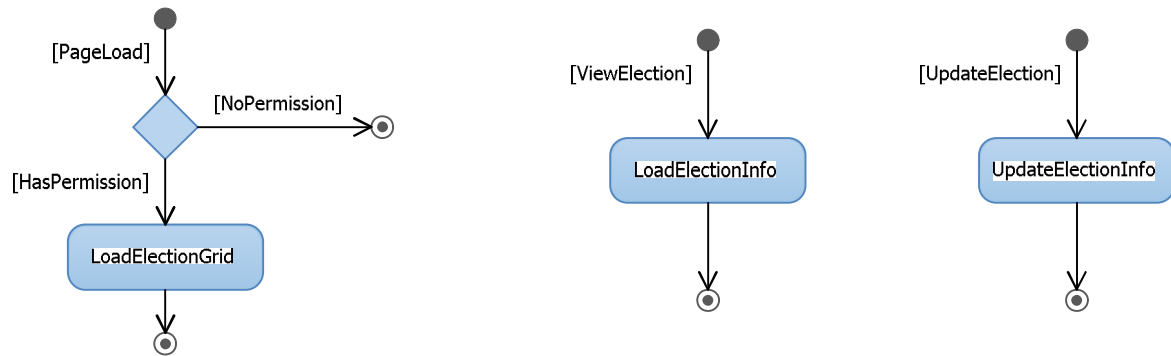 [PageLoad]
[NoPermission]
[HasPermission]
LoadElectionGrid
[ViewElection]
LoadElectionInfo
[UpdateElection]
UpdateElectionInfo